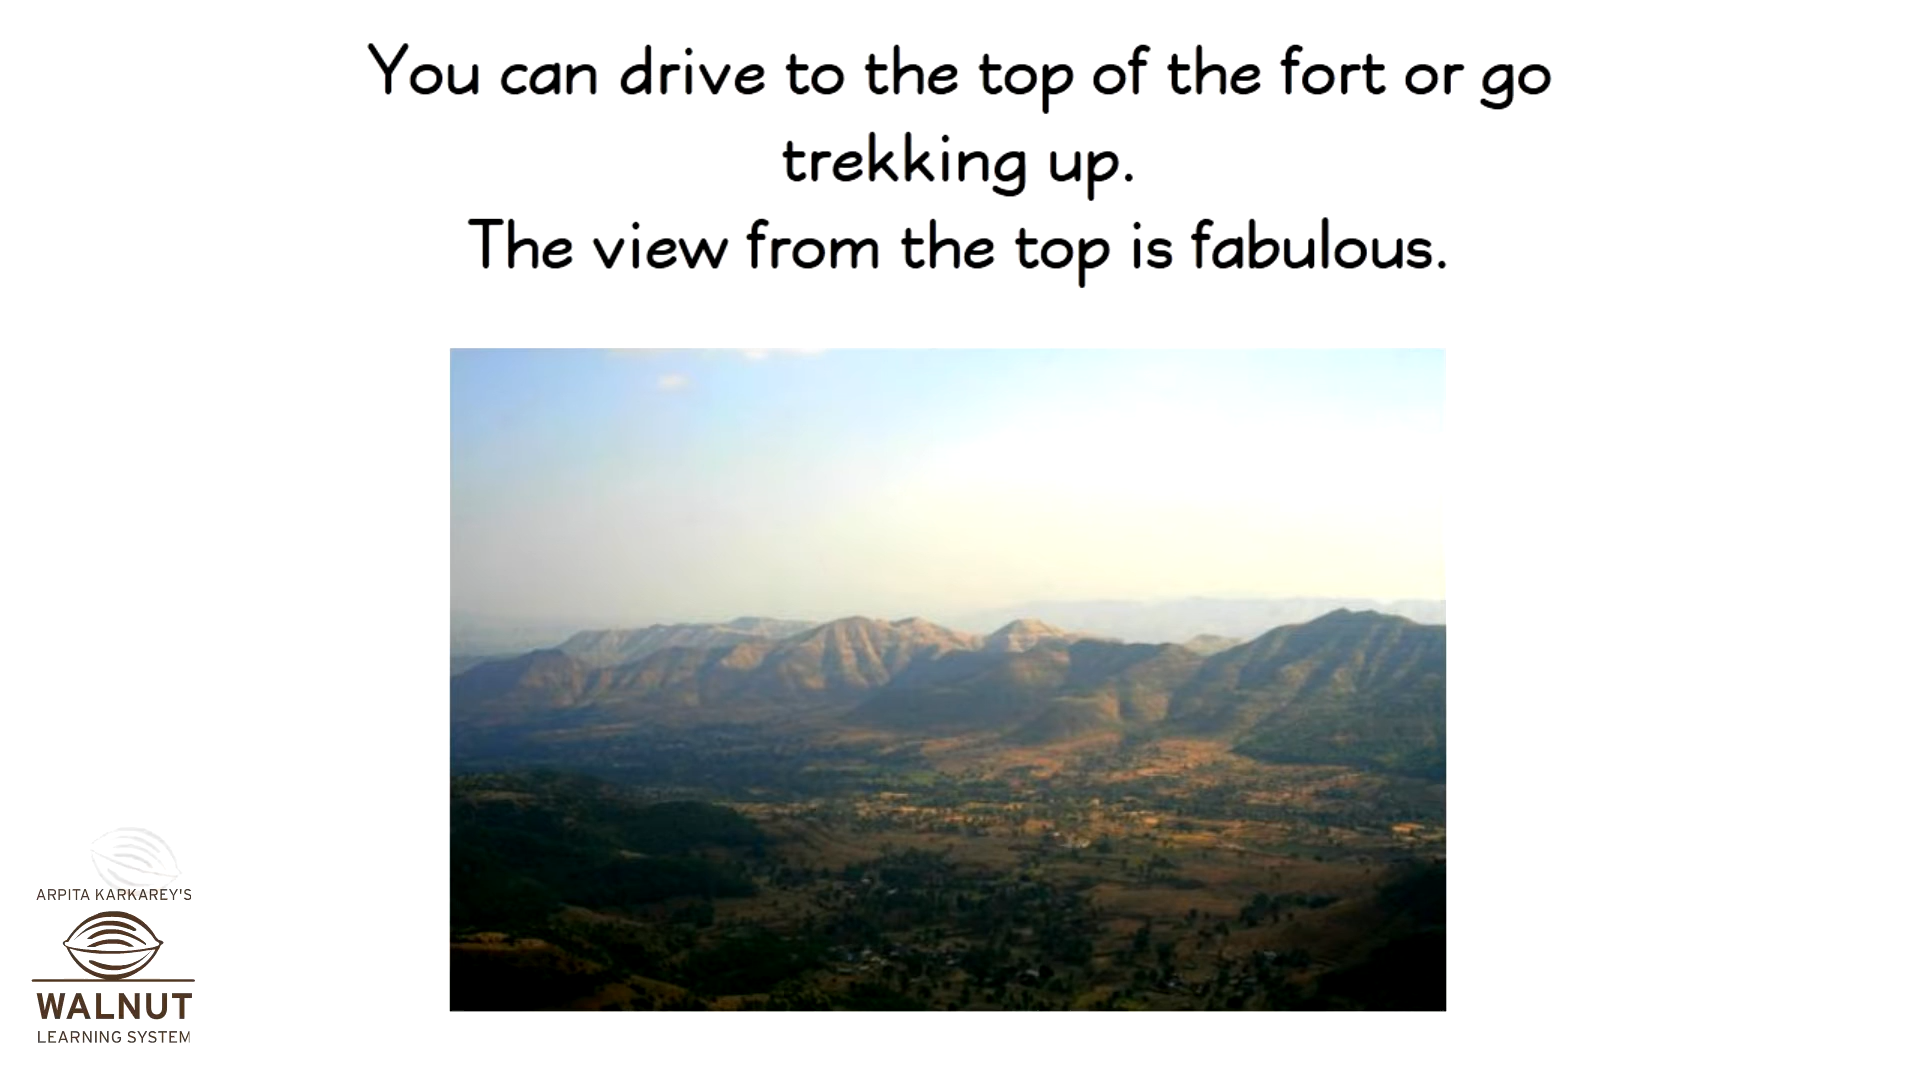 You can drive to the top of the fort or go
trekking up.
The view from the top is fabulous.
ARPITA KARKAREY'S
WALNUT
LEARNING SYSTEM